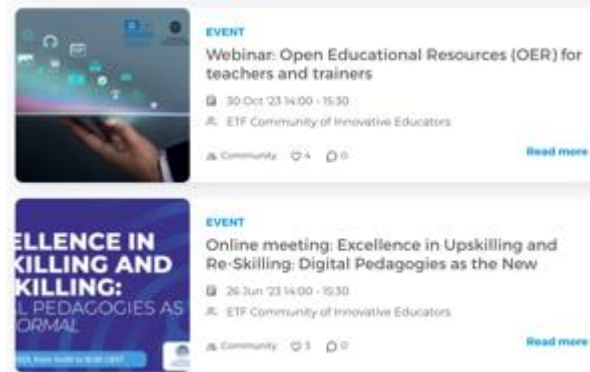 EVENT
Webinar: Open Educational Resources (OER) for
teachers and trainers
30 Oct '23 14:00 - 15:30
ETF Community of Innovative Educators
Community 4 0
Read more
ELLENCE IN
KILLING AND
KILLING:
L PEDAGOGIES AS
ORMAL
EVENT
Online meeting: Excellence in Upskilling and
Re-Skilling: Digital Pedagogies as the New
26 Jun '23 14:00 - 15:30
ETF Community of Innovative Educators
Community 3 0
Read more